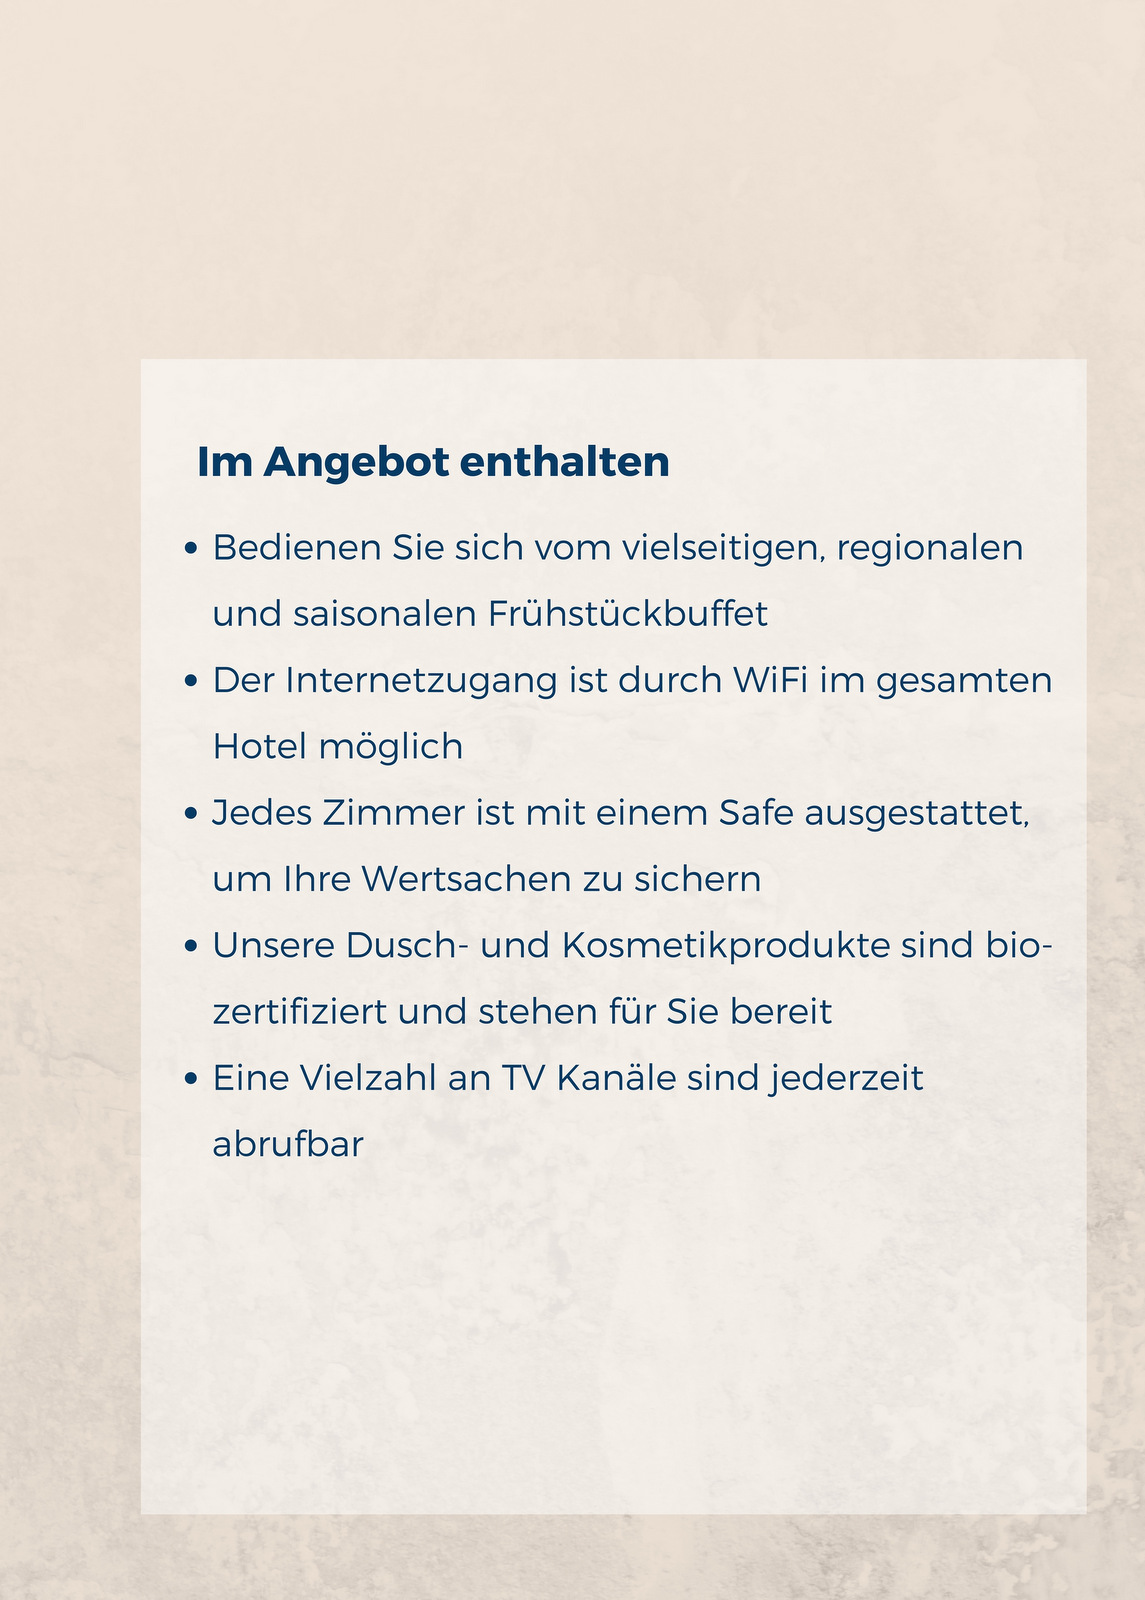 Im Angebot enthalten
• Bedienen Sie sich vom vielseitigen, regionalen
und saisonalen Frühstückbuffet
• Der Internetzugang ist durch WiFi im gesamten
Hotel möglich
• Jedes Zimmer ist mit einem Safe ausgestattet,
um Ihre Wertsachen zu sichern
• Unsere Dusch- und Kosmetikprodukte sind bio-
zertifiziert und stehen für Sie bereit
• Eine Vielzahl an TV Kanäle sind jederzeit
abrufbar